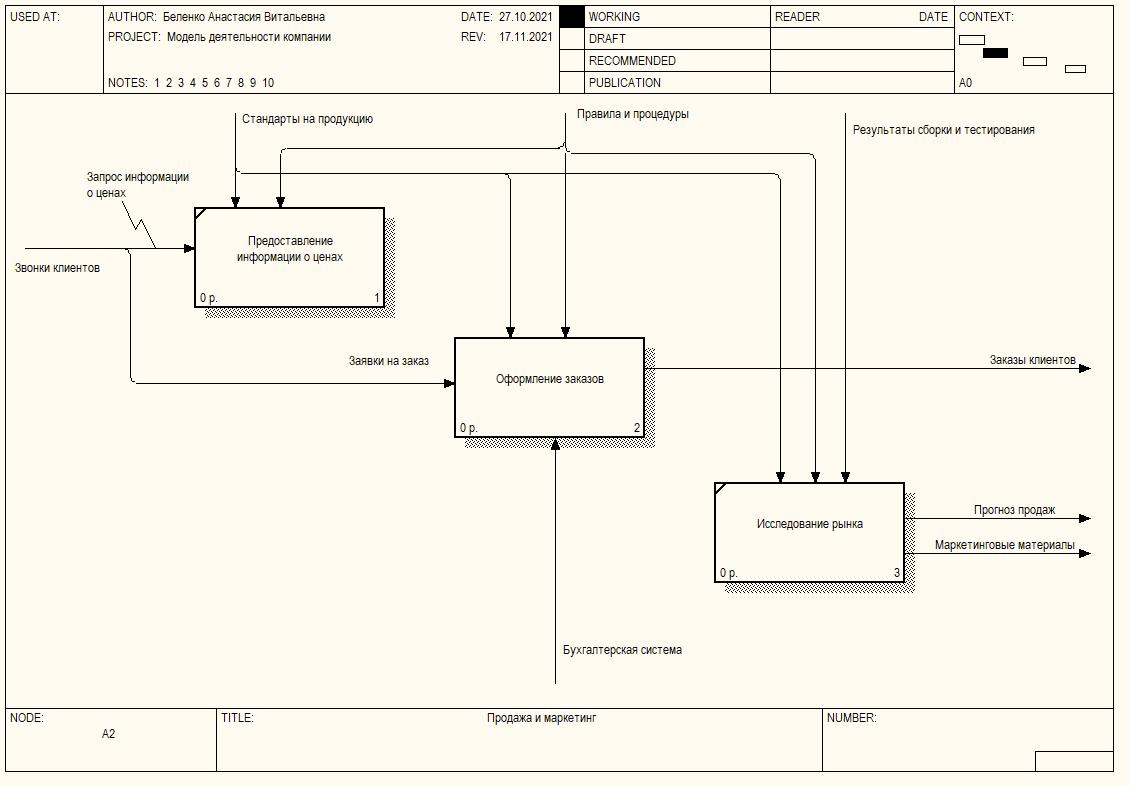 USED AT:
AUTHOR: Беленко Анастасия Витальевна
DATE: 27.10.2021
PROJECT: Модель деятельности компании
REV: 17.11.2021
NOTES: 1 2 3 4 5 6 7 8 9 10
WORKING
DRAFT
RECOMMENDED
PUBLICATION
READER
DATE
CONTEXT:
A0
Стандарты на продукцию
Правила и процедуры
Результаты сборки и тестирования
Запрос информации
о ценах
Звонки клиентов
Предоставление
информации о ценах
0 р.
1
Заявки на заказ
Оформление заказов
0 р.
2
Заказы клиентов
Исследование рынка
0 р.
3
Прогноз продаж
Маркетинговые материалы
Бухгалтерская система
NODE:
A2
TITLE:
Продажа и маркетинг
NUMBER: